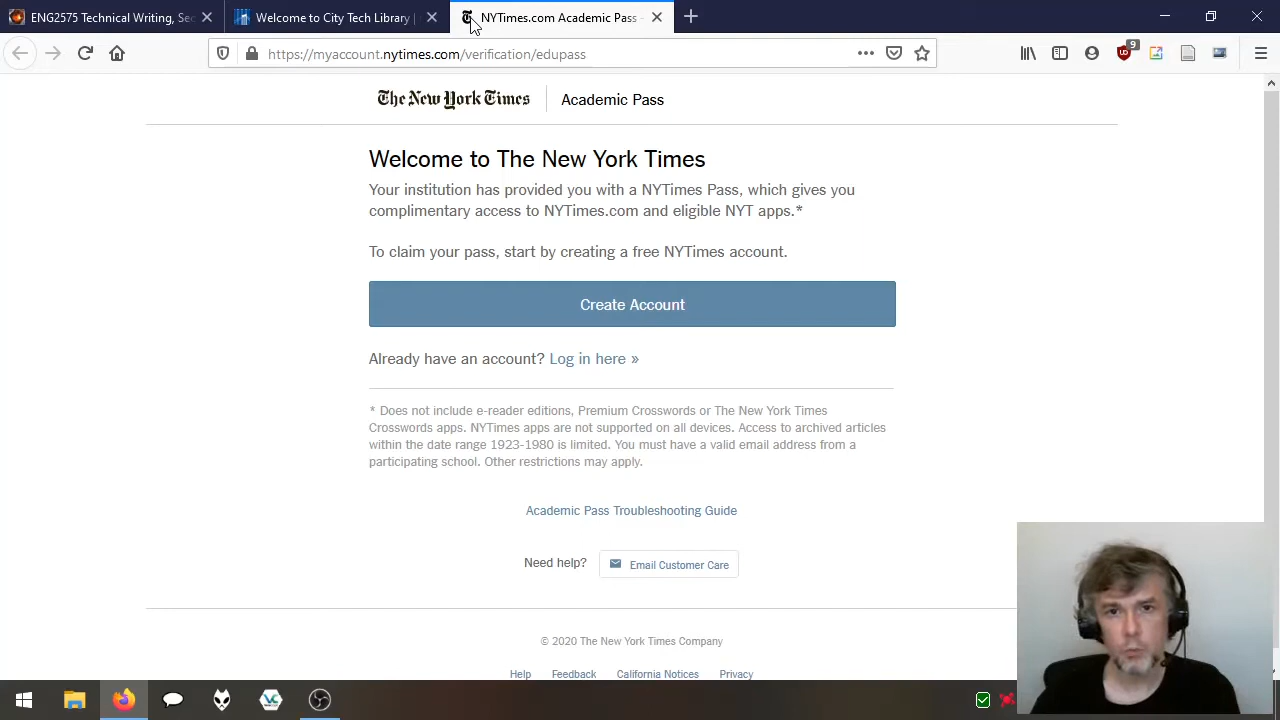 ENG2575 Technical Writing, Sec
Welcome to City Tech Library |
NYTimes.com Academic Pass -
https://myaccount.nytimes.com/verification/edupass
9
The New York Times
Academic Pass
Welcome to The New York Times
Your institution has provided you with a NYTimes Pass, which gives you
complimentary access to NYTimes.com and eligible NYT apps.*
To claim your pass, start by creating a free NYTimes account.
Create Account
Already have an account? Log in here »
* Does not include e-reader editions, Premium Crosswords or The New York Times
Crosswords apps. NYTimes apps are not supported on all devices. Access to archived articles
within the date range 1923-1980 is limited. You must have a valid email address from a
participating school. Other restrictions may apply.
Academic Pass Troubleshooting Guide
Need help?
Email Customer Care
© 2020 The New York Times Company
Help
Feedback
California Notices
Privacy